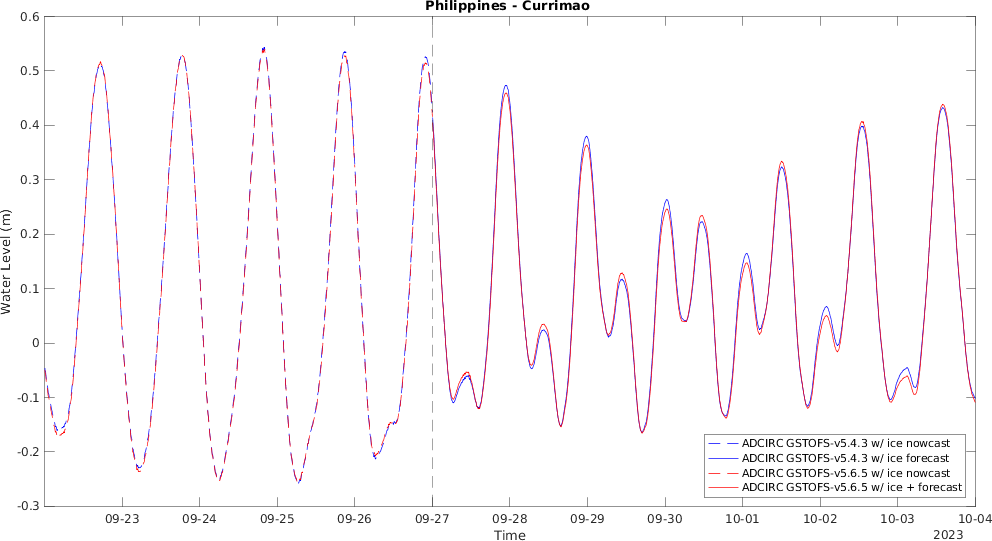 Philippines - Currimao
0.6
0.5
0.4
0.3
0.2
0.1
0
-0.1
-0.2
-0.3
Water Level (m)
09-23 09-24 09-25 09-26 09-27 09-28 09-29 09-30 10-01 10-02 10-03 10-04
Time
2023
ADCIRC GSTOFS-v5.4.3 w/ ice nowcast
ADCIRC GSTOFS-v5.4.3 w/ ice forecast
ADCIRC GSTOFS-v5.6.5 w/ ice nowcast
ADCIRC GSTOFS-v5.6.5 w/ ice + forecast